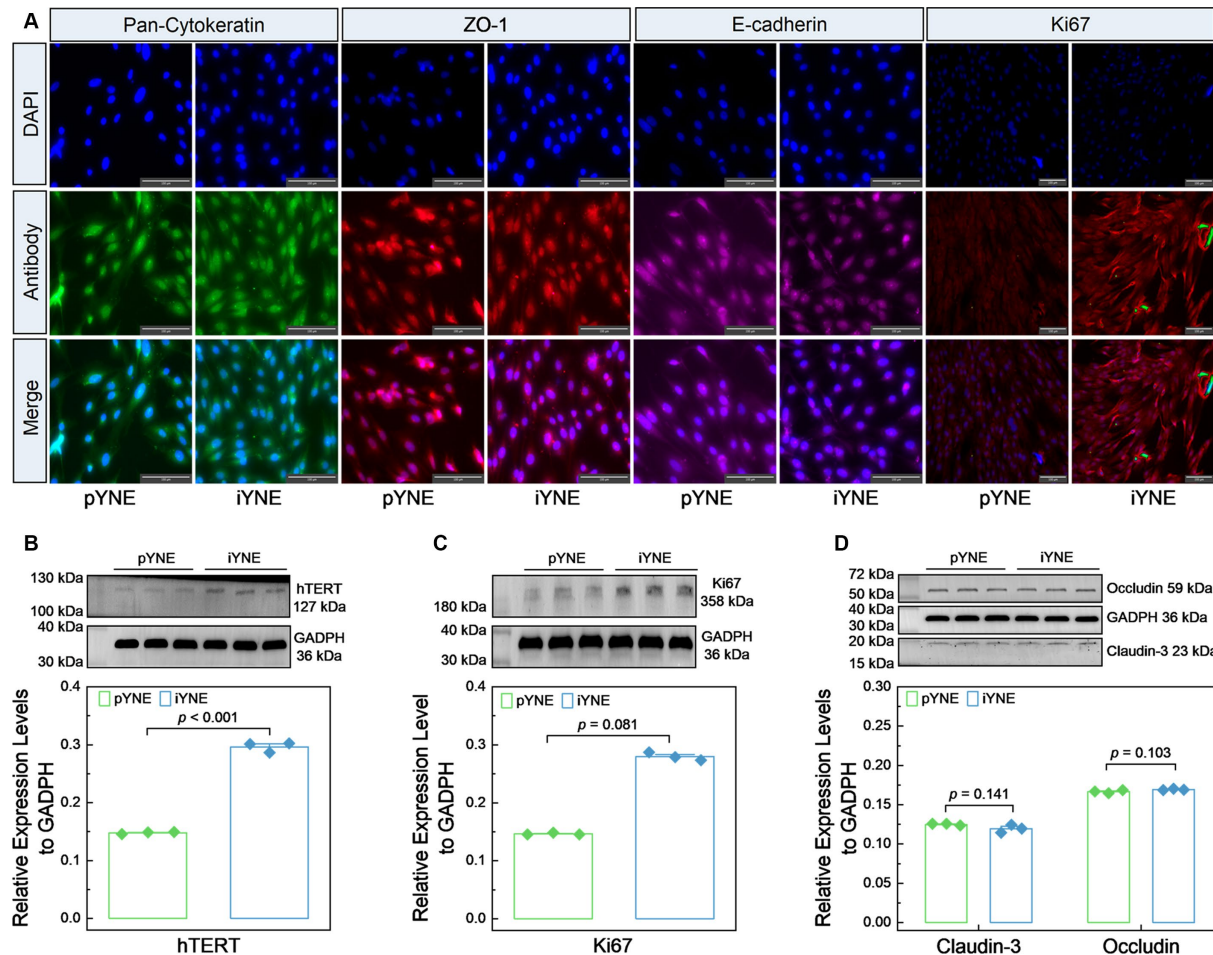 A
Pan-Cytokeratin
ZO-1
E-cadherin
Ki67
DAPI
Antibody
Merge
pYNE
iYNE
pYNE
iYNE
pYNE
iYNE
pYNE
iYNE
B
pYNE
iYNE
130 kDa
100 kDa
hTERT
127 kDa
40 kDa
30 kDa
GADPH
36 kDa
Relative Expression Levels
to GADPH
0.4
0.3
0.2
0.1
0.0
pYNE
iYNE
p < 0.001
hTERT
C
pYNE
iYNE
180 kDa
Ki67
358 kDa
40 kDa
30 kDa
GADPH
36 kDa
Relative Expression Levels
to GADPH
0.4
0.3
0.2
0.1
0.0
pYNE
iYNE
p = 0.081
Ki67
D
pYNE
iYNE
72 kDa
50 kDa
Occludin 59 kDa
40 kDa
30 kDa
GADPH 36 kDa
20 kDa
15 kDa
Claudin-3 23 kDa
Relative Expression Levels
to GADPH
0.30
0.25
0.20
0.15
0.10
0.05
0.00
pYNE
iYNE
p = 0.141
p = 0.103
Claudin-3
Occludin